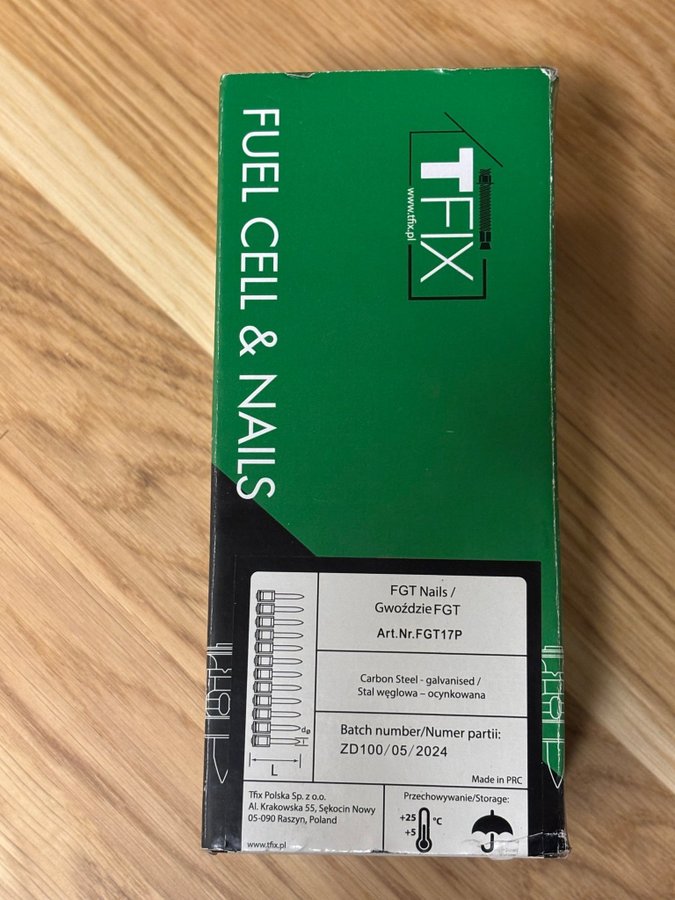 FUEL CELL & NAILS
TFIX
www.tfix.pl
FGT Nails /
Gwoździe FGT
Art.Nr.FGT17P
Carbon Steel - galvanised /
Stal węglowa – ocynkowana
Batch number/Numer partii:
ZD100/05/2024
Made in PRC
dø
L
Tfix Polska Sp. z o.o.
Al. Krakowska 55, Sękocin Nowy
05-090 Raszyn, Poland
www.tfix.pl
Przechowywanie/Storage:
+25
+5
°C